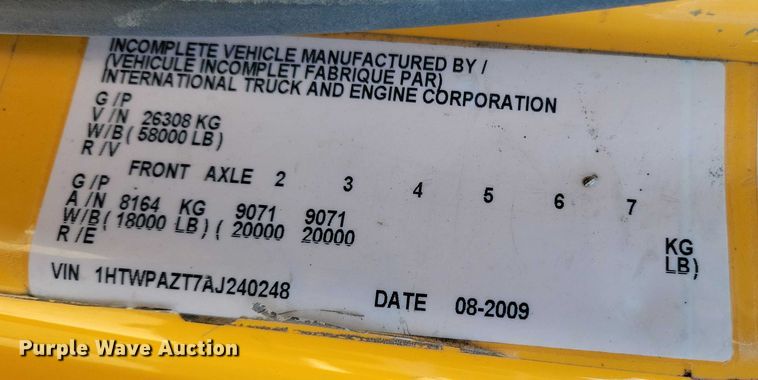 INCOMPLETE VEHICLE MANUFACTURED BY /
(VEHICULE INCOMPLET FABRIQUE PAR)
INTERNATIONAL TRUCK AND ENGINE CORPORATION
G /P
V /N 26308 KG
W/B ( 58000 LB)
R /V
FRONT AXLE 2 3 4 5 6 7
G /P
A /N 8164 KG 9071 9071 KG
W/B ( 18000 LB) ( 20000 20000 LB)
R /E
VIN 1HTWPAZT7AJ240248 DATE 08-2009
Purple Wave Auction